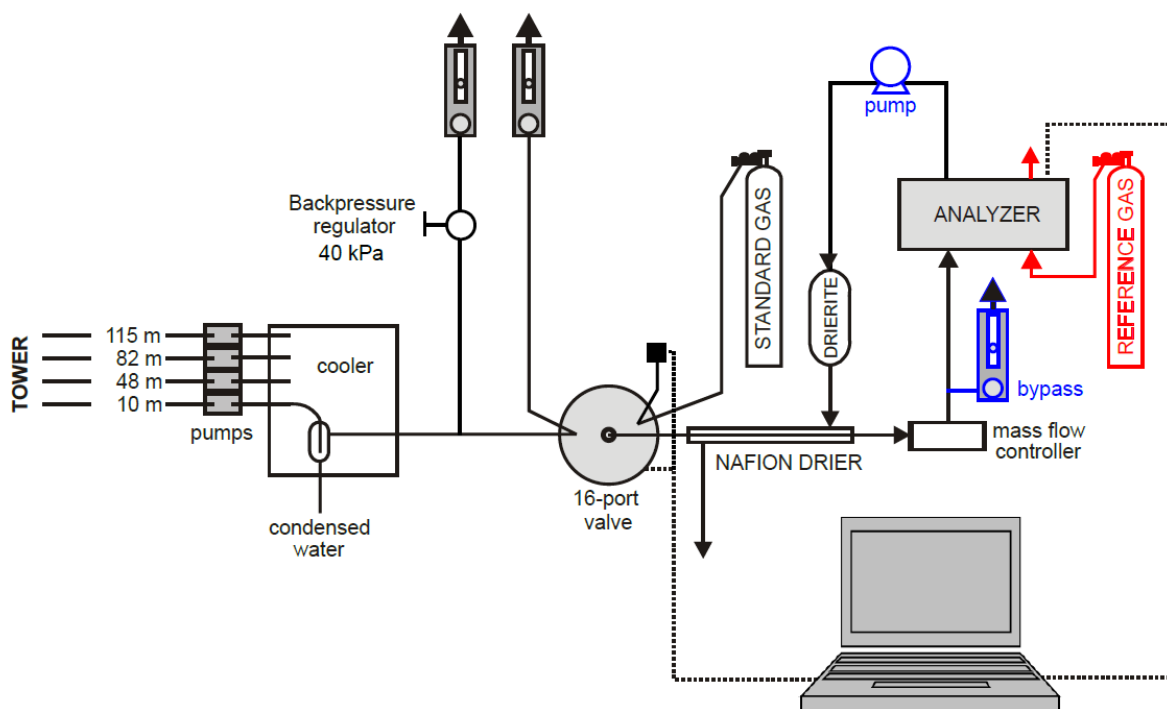 pump
Backpressure
regulator
40 kPa
STANDARD GAS
DRIERITE
ANALYZER
REFERENCE GAS
TOWER
115 m
82 m
48 m
10 m
cooler
pumps
bypass
NAFION DRIER
mass flow
controller
16-port
valve
condensed
water